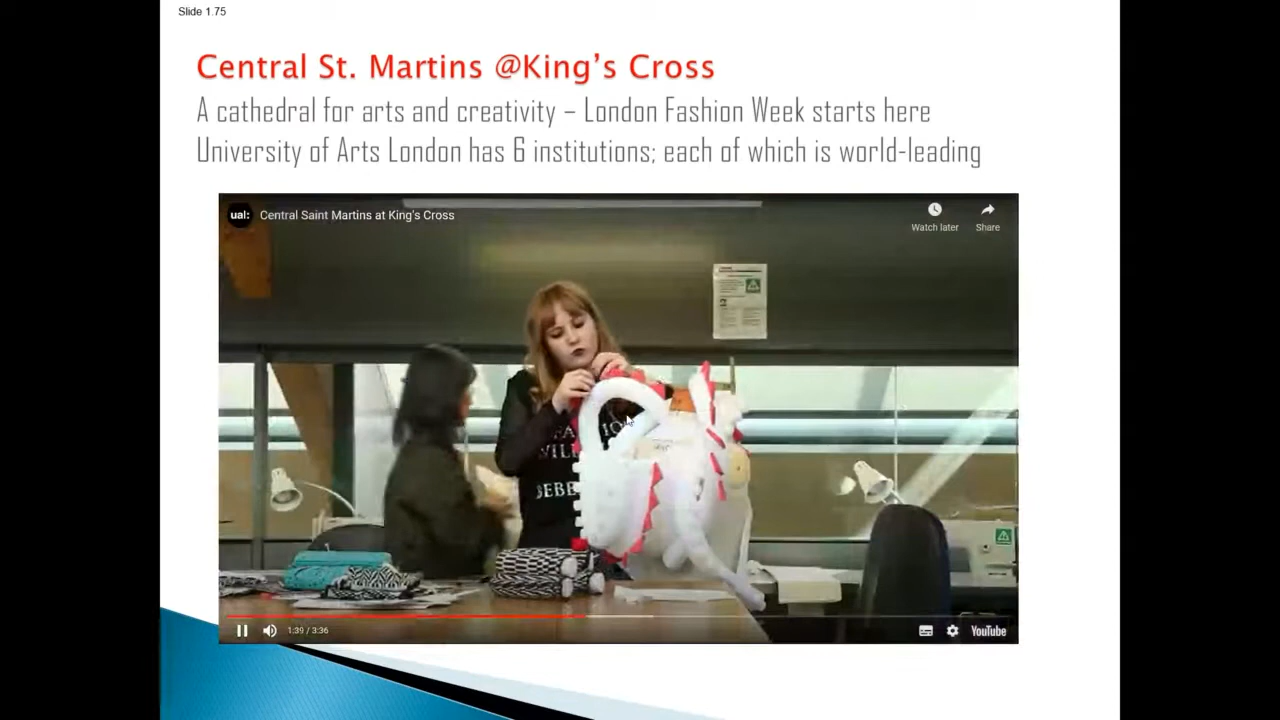 Slide 1.75
Central St. Martins @King's Cross
A cathedral for arts and creativity – London Fashion Week starts here
University of Arts London has 6 institutions; each of which is world-leading
ual:
Central Saint Martins at King's Cross
Watch later
Share
1:39 / 3:36
YouTube